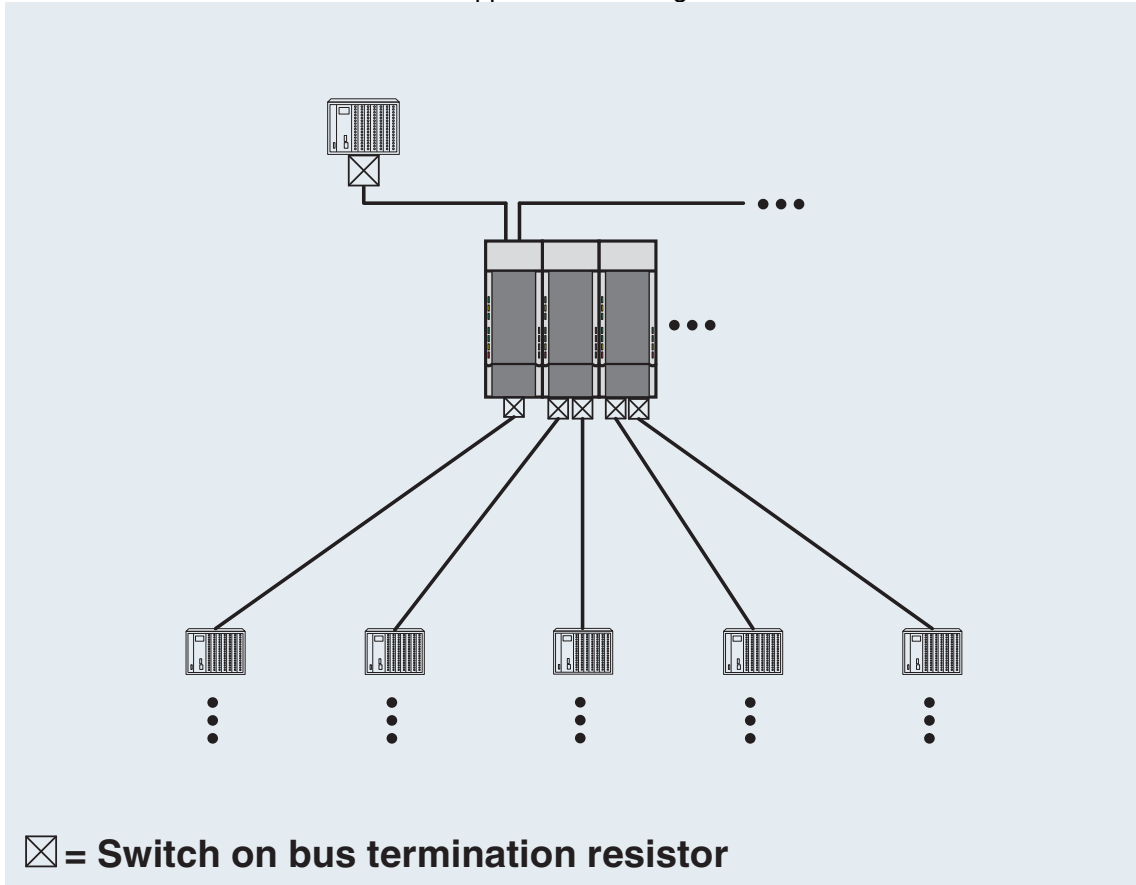 = Switch on bus termination resistor